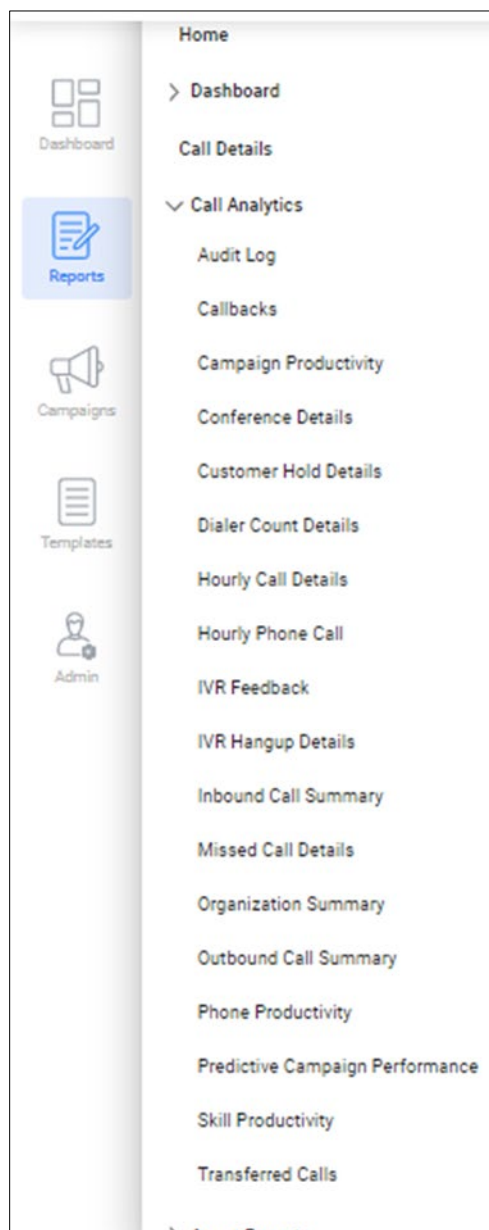 Dashboard
Reports
Campaigns
Templates
Admin
Home
Dashboard
Call Details
Call Analytics
Audit Log
Callbacks
Campaign Productivity
Conference Details
Customer Hold Details
Dialer Count Details
Hourly Call Details
Hourly Phone Call
IVR Feedback
IVR Hangup Details
Inbound Call Summary
Missed Call Details
Organization Summary
Outbound Call Summary
Phone Productivity
Predictive Campaign Performance
Skill Productivity
Transferred Calls